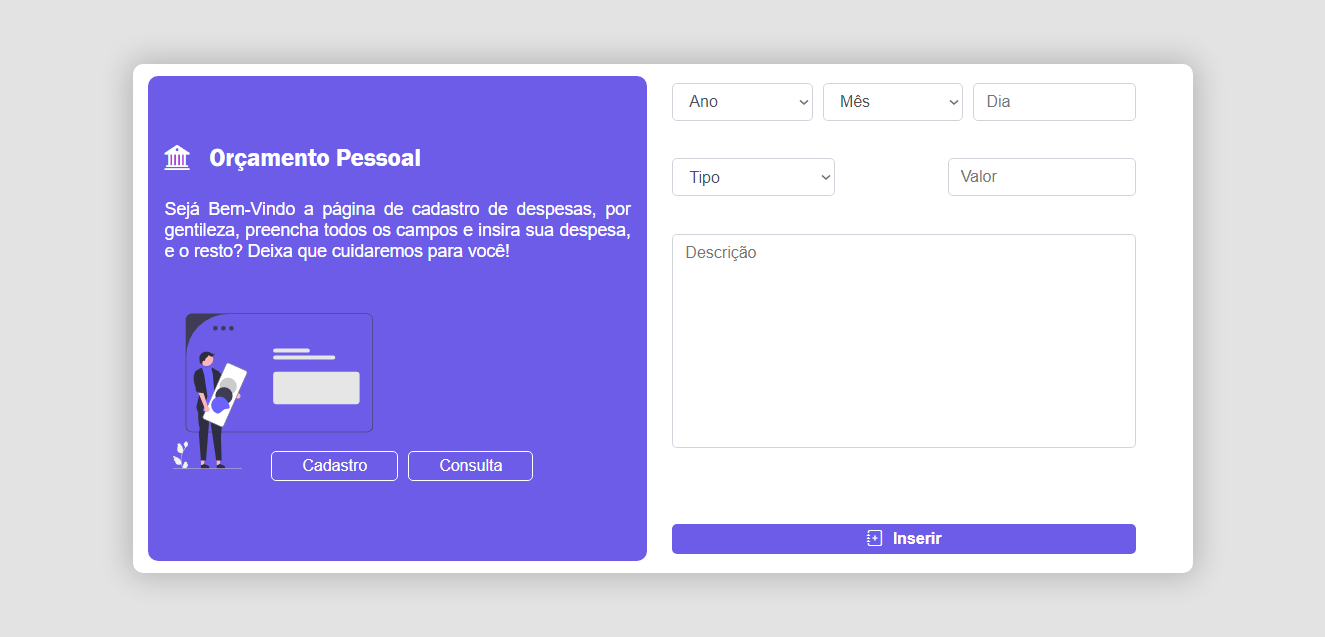 Orçamento Pessoal
Sejá Bem-Vindo a página de cadastro de despesas, por
gentileza, preencha todos os campos e insira sua despesa,
e o resto? Deixa que cuidaremos para você!
Cadastro Consulta
Ano Mês Dia
Tipo Valor
Descrição
Inserir